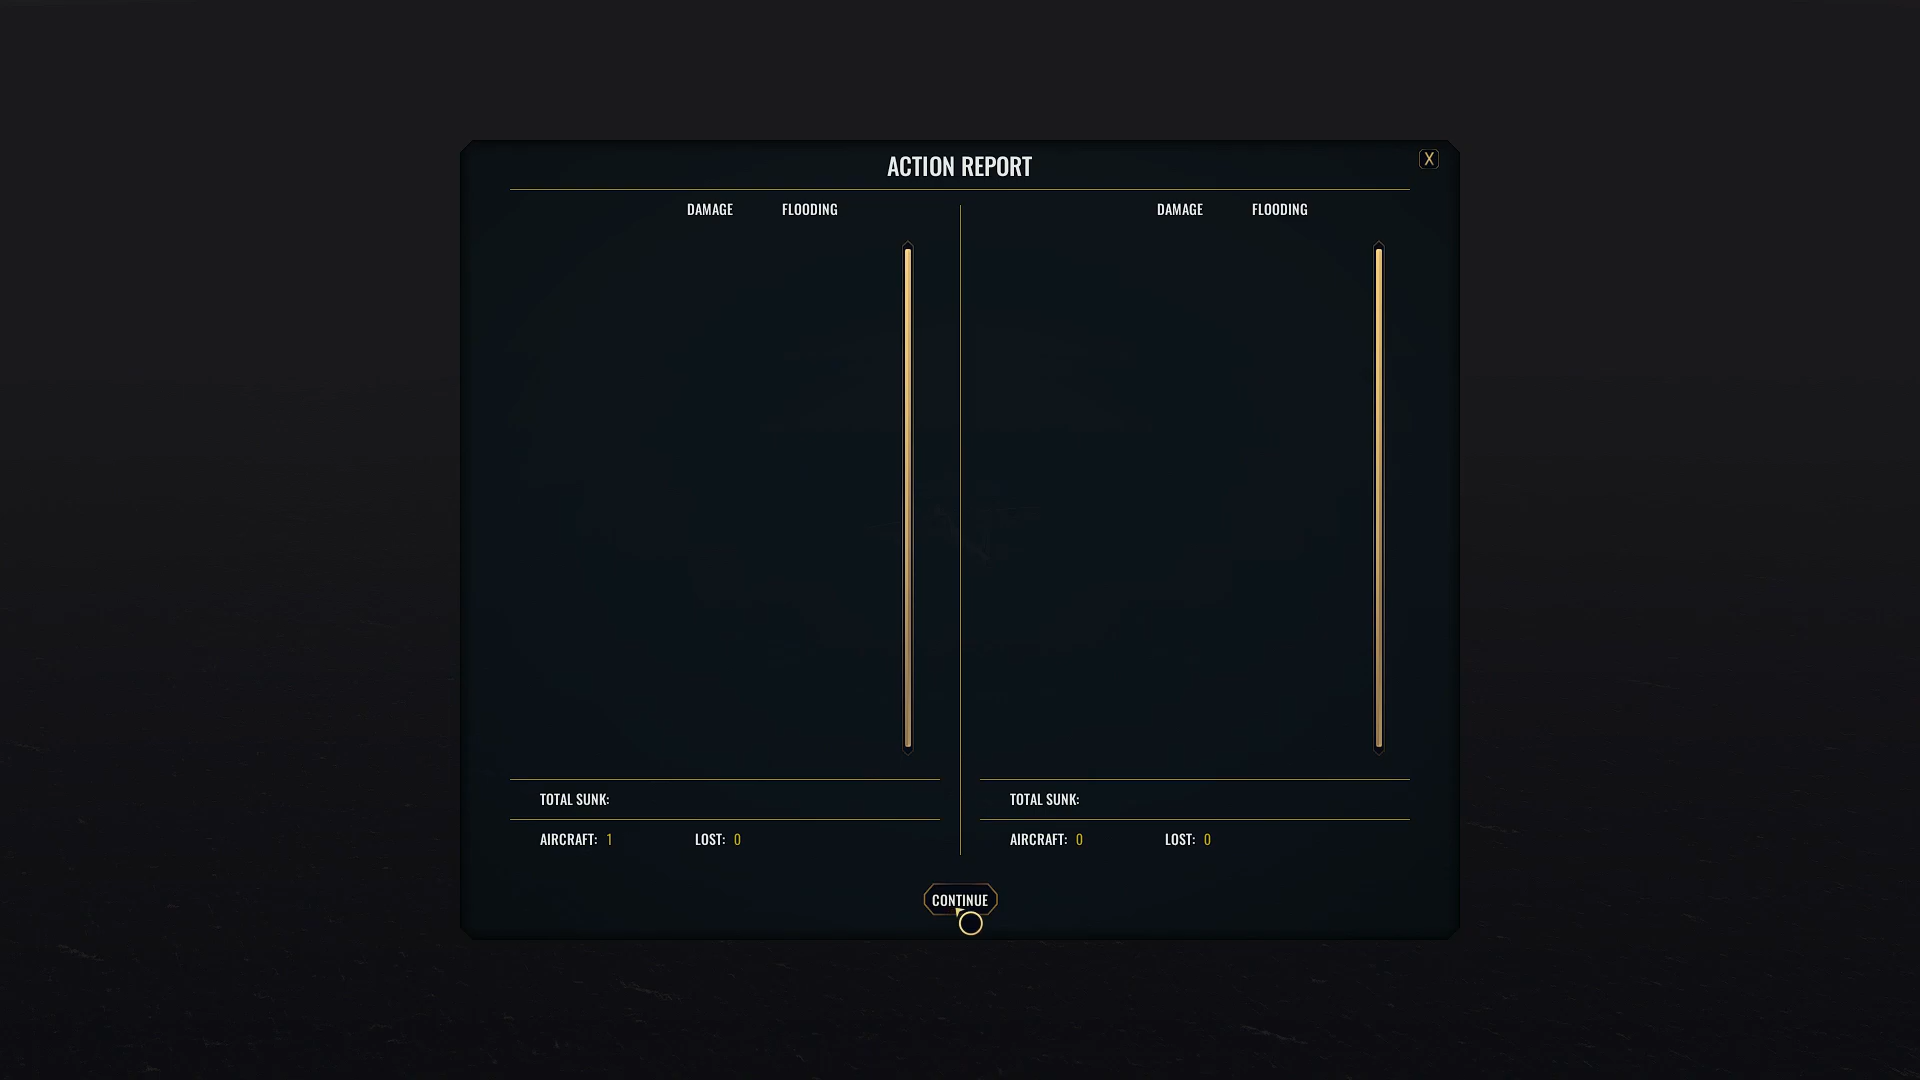 ACTION REPORT
X
DAMAGE FLOODING
DAMAGE FLOODING
TOTAL SUNK:
AIRCRAFT: 1 LOST: 0
TOTAL SUNK:
AIRCRAFT: 0 LOST: 0
CONTINUE